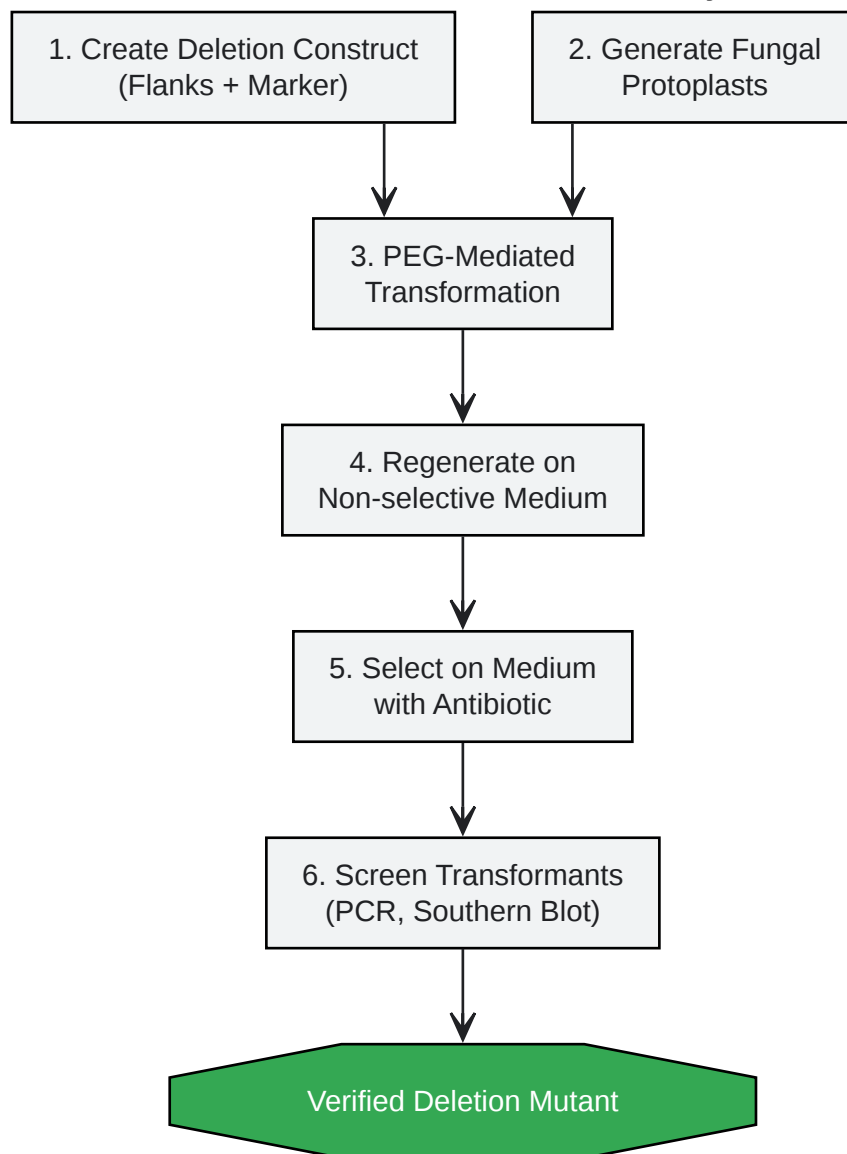 1. Create Deletion Construct
(Flanks + Marker)
2. Generate Fungal
Protoplasts
3. PEG-Mediated
Transformation
4. Regenerate on
Non-selective Medium
5. Select on Medium
with Antibiotic
6. Screen Transformants
(PCR, Southern Blot)
Verified Deletion Mutant